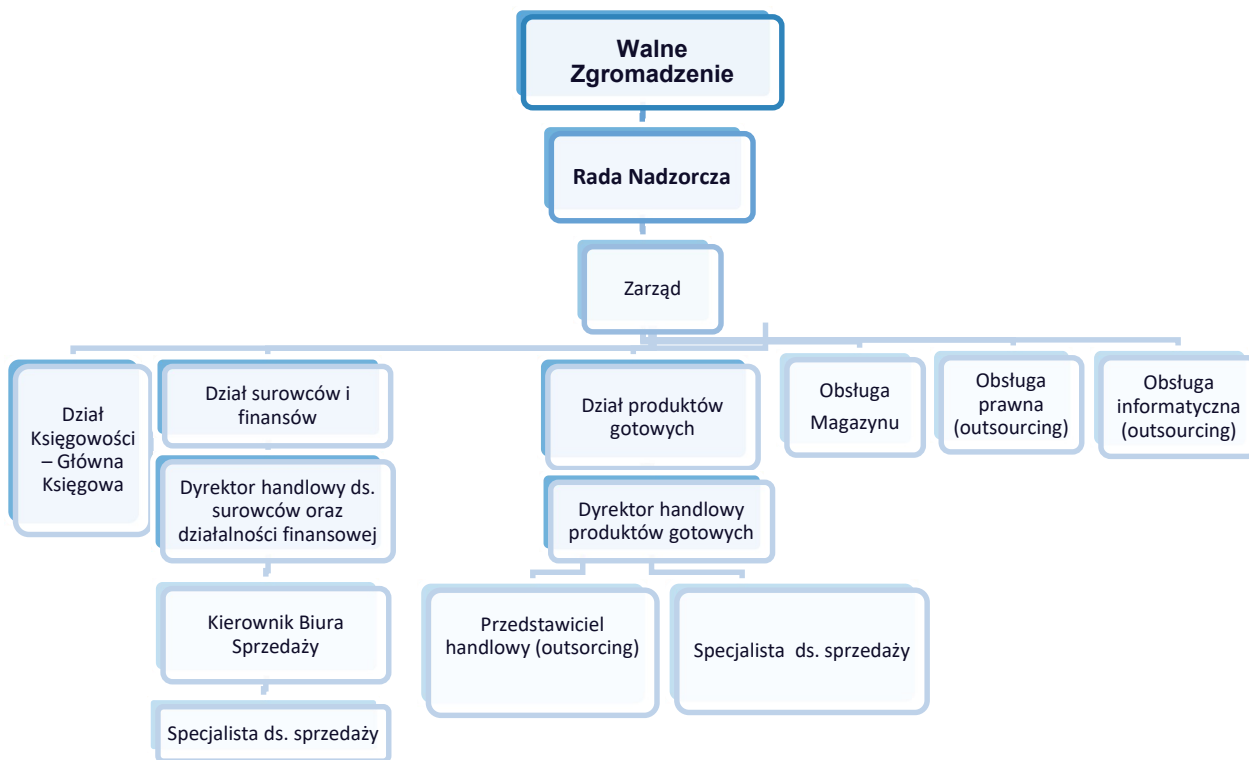 Walne
Zgromadzenie
Rada Nadzorcza
Zarząd
Dział
Księgowości
– Główna
Księgowa
Dział surowców i
finansów
Dział produktów
gotowych
Obsługa
Magazynu
Obsługa
prawna
(outsourcing)
Obsługa
informatyczna
(outsourcing)
Dyrektor handlowy ds.
surowców oraz
działalności finansowej
Dyrektor handlowy
produktów gotowych
Kierownik Biura
Sprzedaży
Przedstawiciel
handlowy (outsorcing)
Specjalista  ds. sprzedaży
Specjalista ds. sprzedaży